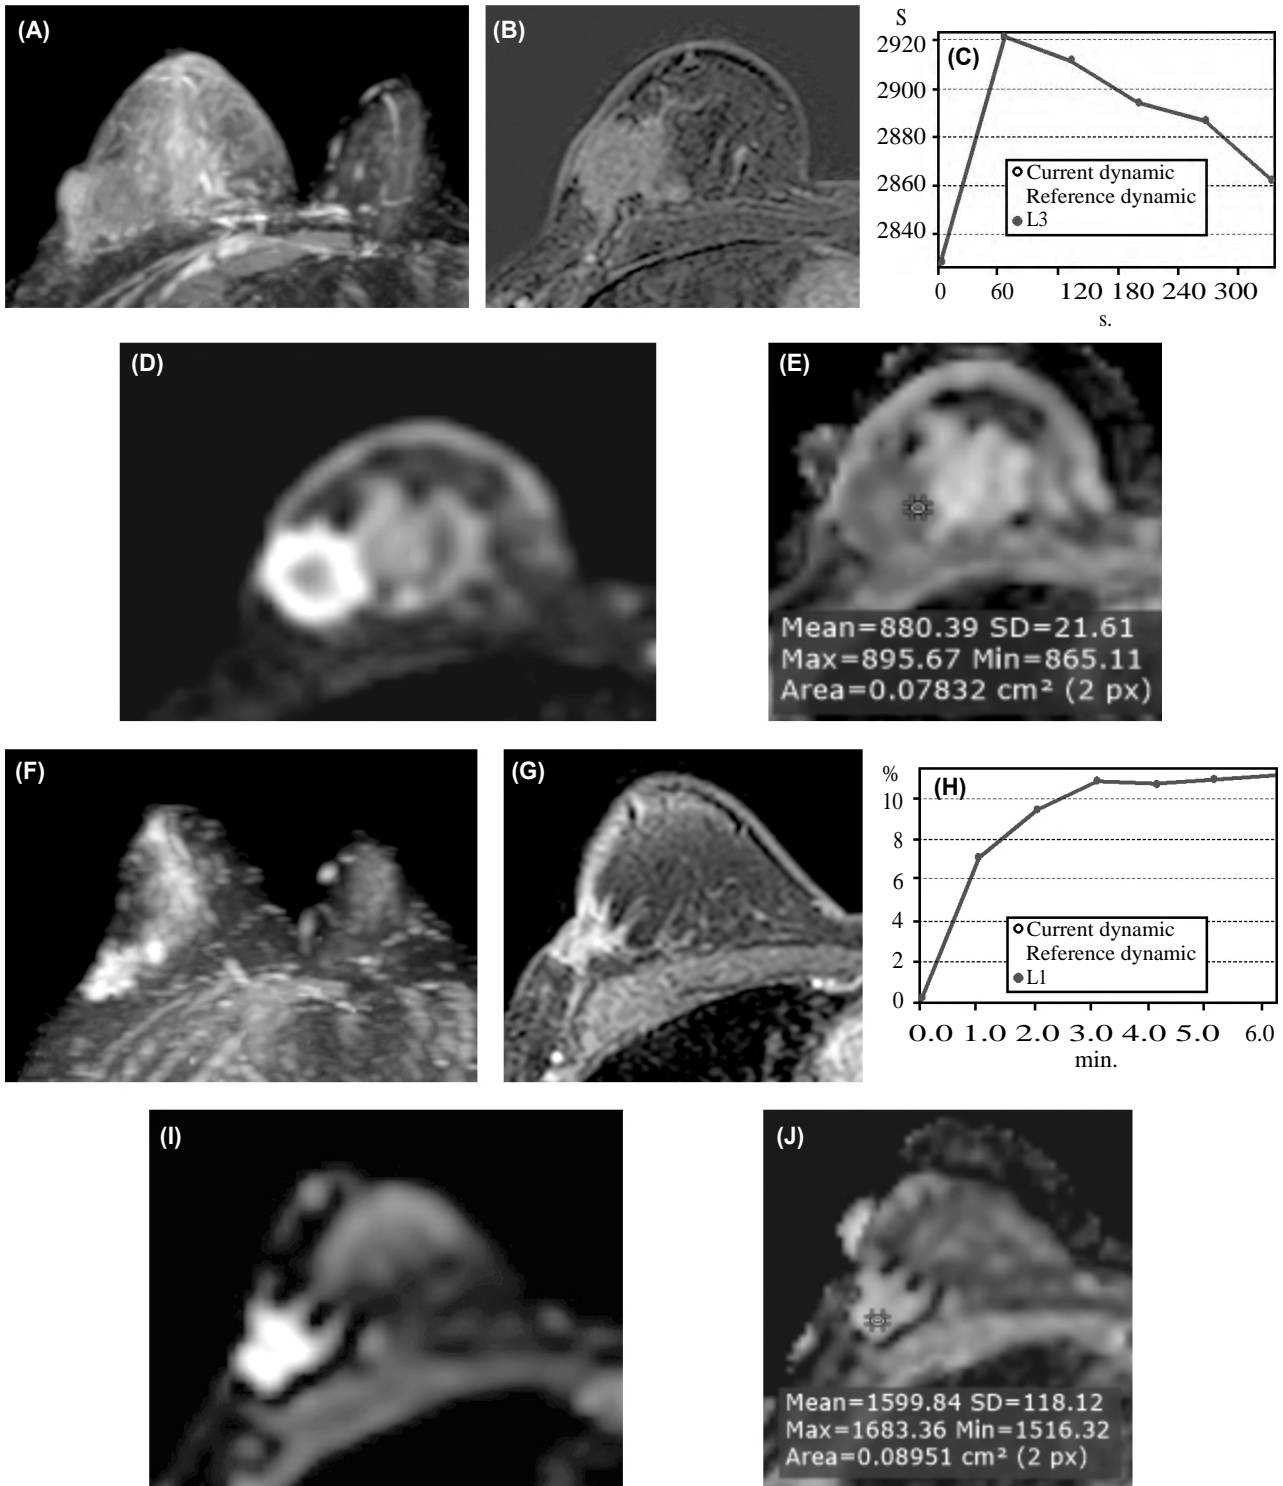 (A)
(B)
S
2920
2900
2880
2860
2840
(C)
Current dynamic
Reference dynamic
L3
0 60 120 180 240 300
s.
(D)
(E)
Mean=880.39 SD=21.61
Max=895.67 Min=865.11
Area=0.07832 cm² (2 px)
(F)
(G)
%
10
8
6
4
2
0
(H)
Current dynamic
Reference dynamic
L1
0.0 1.0 2.0 3.0 4.0 5.0 6.0
min.
(I)
(J)
Mean=1599.84 SD=118.12
Max=1683.36 Min=1516.32
Area=0.08951 cm² (2 px)